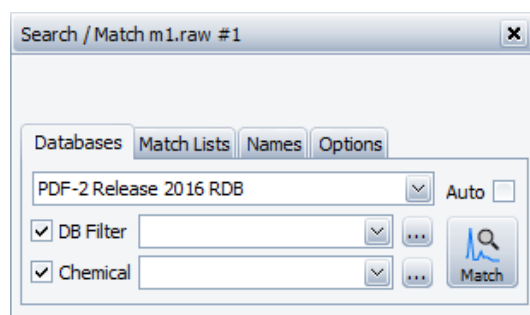 Search / Match m1.raw #1
Databases Match Lists Names Options
PDF-2 Release 2016 RDB Auto
DB Filter ...
Chemical ... Match